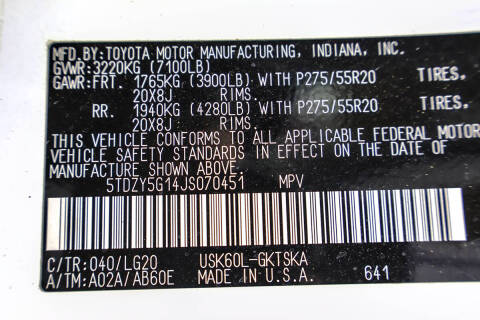 MFD.BY:TOYOTA MOTOR MANUFACTURING, INDIANA, INC.
GVWR:3220KG (7100LB)
GAWR:FRT. 1765KG (3900LB) WITH P275/55R20 TIRES.
20X8J RIMS.
RR. 1940KG (4280LB) WITH P275/55R20 TIRES.
20X8J RIMS.
THIS VEHICLE CONFORMS TO ALL APPLICABLE FEDERAL MOTOR
VEHICLE SAFETY STANDARDS IN EFFECT ON THE DATE OF
MANUFACTURE SHOWN ABOVE.
5TDZY5G14JS070451 MPV
C/TR:040/LG20 USK60L-GKTSKA
A/TM:A02A/AB60E MADE IN U.S.A. 641